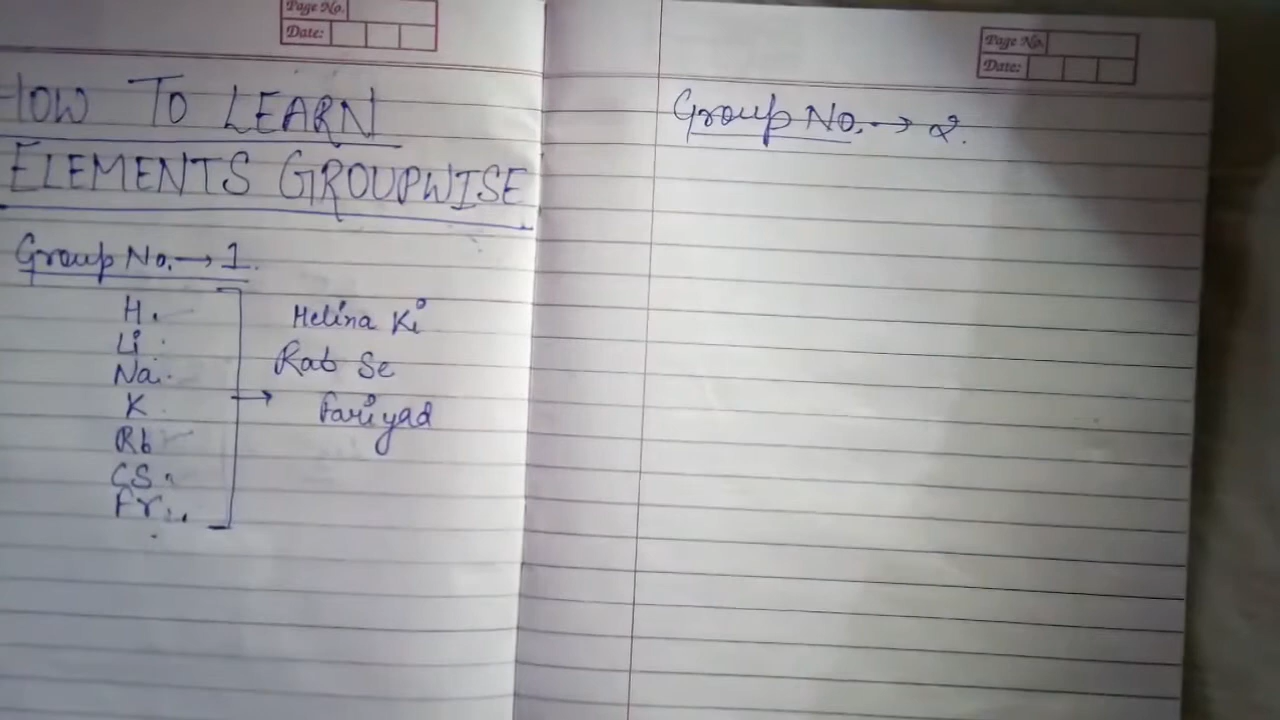 Page No.
Date:
HOW TO LEARN
ELEMENTS GROUPWISE
Group No. → 1.
H.
Li.
Na.
K
Rb
CS.
Fr.
→ Helina Ki
Rab Se
Fariyad
Page No.
Date:
Group No. → 2.